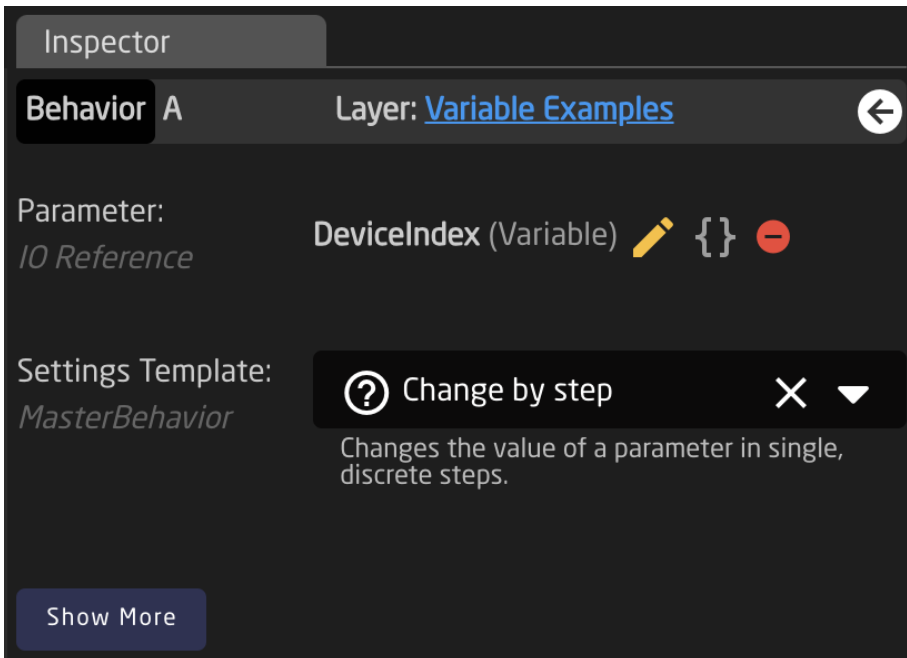 Inspector
Behavior A Layer: Variable Examples
Parameter:
IO Reference
DeviceIndex (Variable) {}
Settings Template:
MasterBehavior
Change by step
Changes the value of a parameter in single,
discrete steps.
Show More